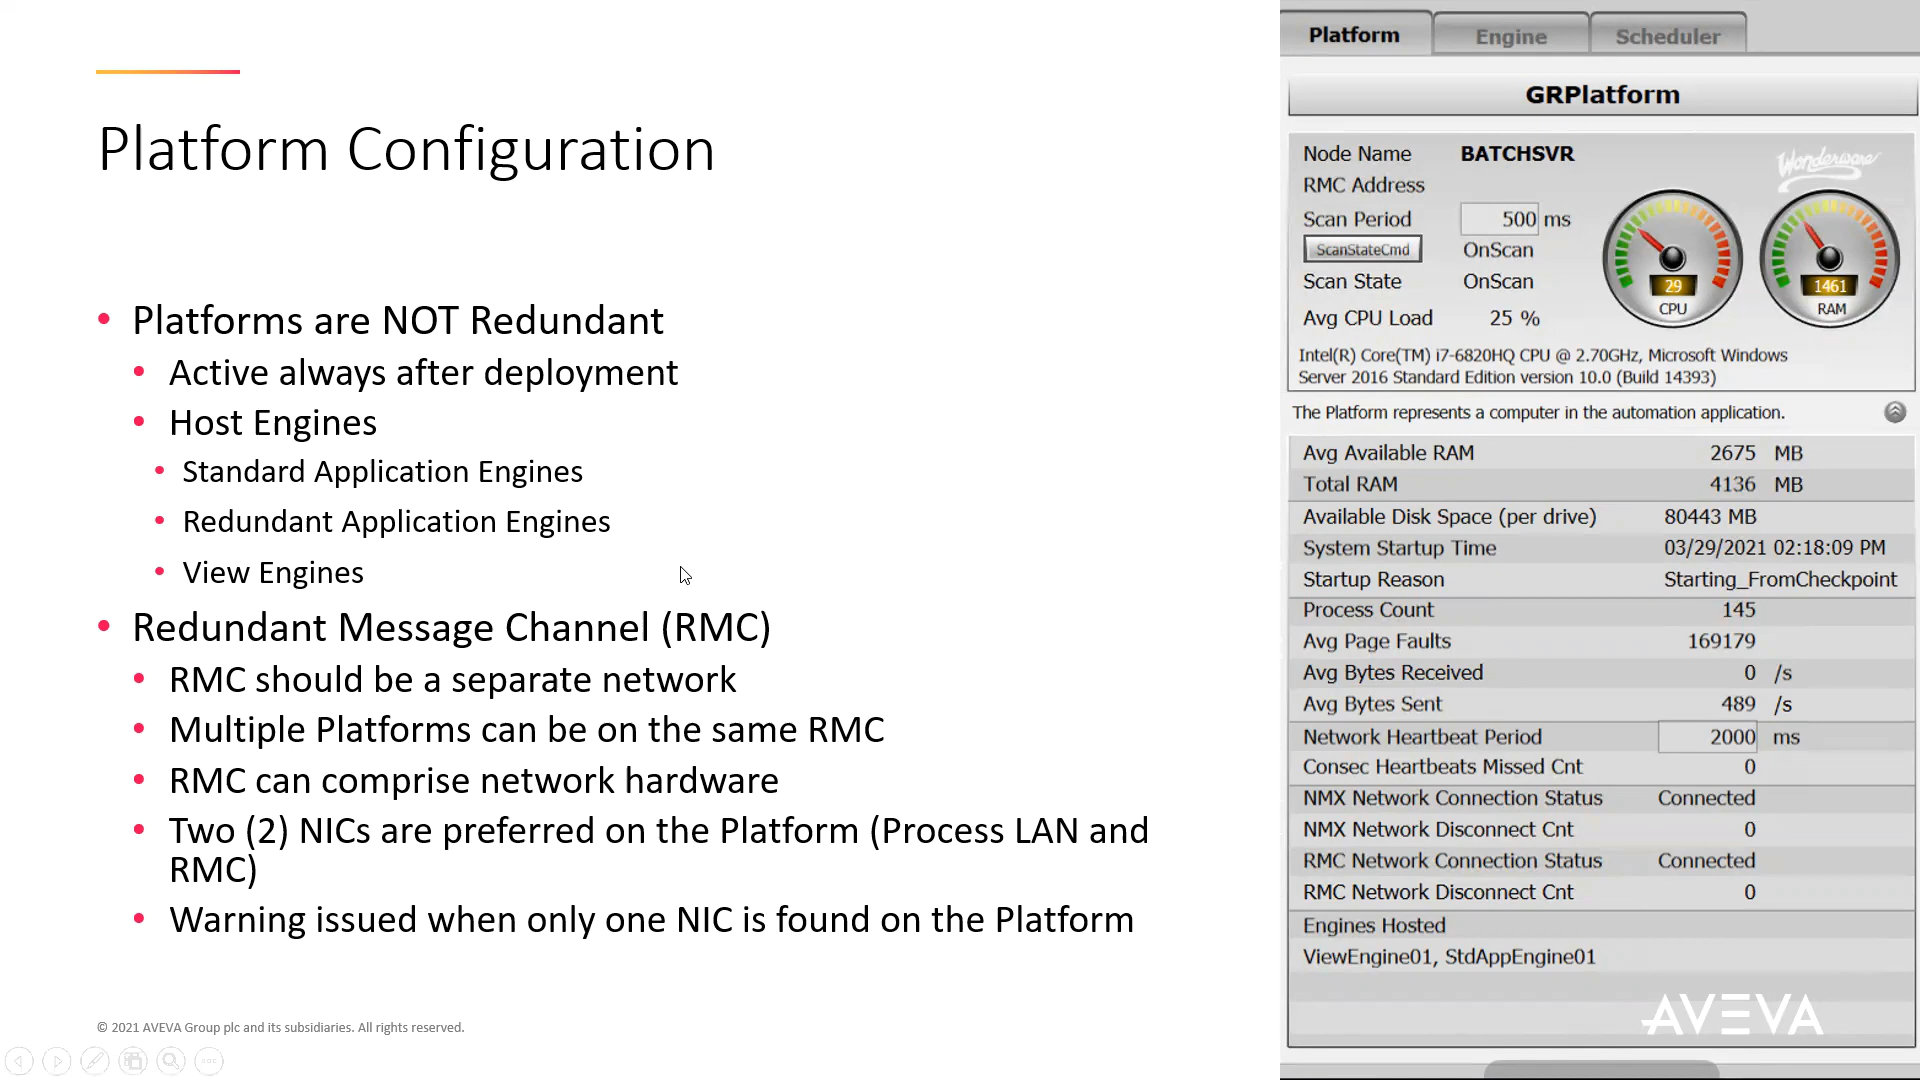 Platform Configuration
• Platforms are NOT Redundant
• Active always after deployment
• Host Engines
• Standard Application Engines
• Redundant Application Engines
• View Engines
• Redundant Message Channel (RMC)
• RMC should be a separate network
• Multiple Platforms can be on the same RMC
• RMC can comprise network hardware
• Two (2) NICs are preferred on the Platform (Process LAN and
RMC)
• Warning issued when only one NIC is found on the Platform
© 2021 AVEVA Group plc and its subsidiaries. All rights reserved.
Platform Engine Scheduler
GRPlatform
Node Name BATCHSVR
Wonderware
RMC Address
Scan Period 500 ms
ScanStateCmd OnScan
Scan State OnScan
Avg CPU Load 25 %
29 CPU
1461 RAM
Intel(R) Core(TM) i7-6820HQ CPU @ 2.70GHz, Microsoft Windows
Server 2016 Standard Edition version 10.0 (Build 14393)
The Platform represents a computer in the automation application.
Avg Available RAM 2675 MB
Total RAM 4136 MB
Available Disk Space (per drive) 80443 MB
System Startup Time 03/29/2021 02:18:09 PM
Startup Reason Starting_FromCheckpoint
Process Count 145
Avg Page Faults 169179
Avg Bytes Received 0 /s
Avg Bytes Sent 489 /s
Network Heartbeat Period 2000 ms
Consec Heartbeats Missed Cnt 0
NMX Network Connection Status Connected
NMX Network Disconnect Cnt 0
RMC Network Connection Status Connected
RMC Network Disconnect Cnt 0
Engines Hosted
ViewEngine01, StdAppEngine01
AVEVA